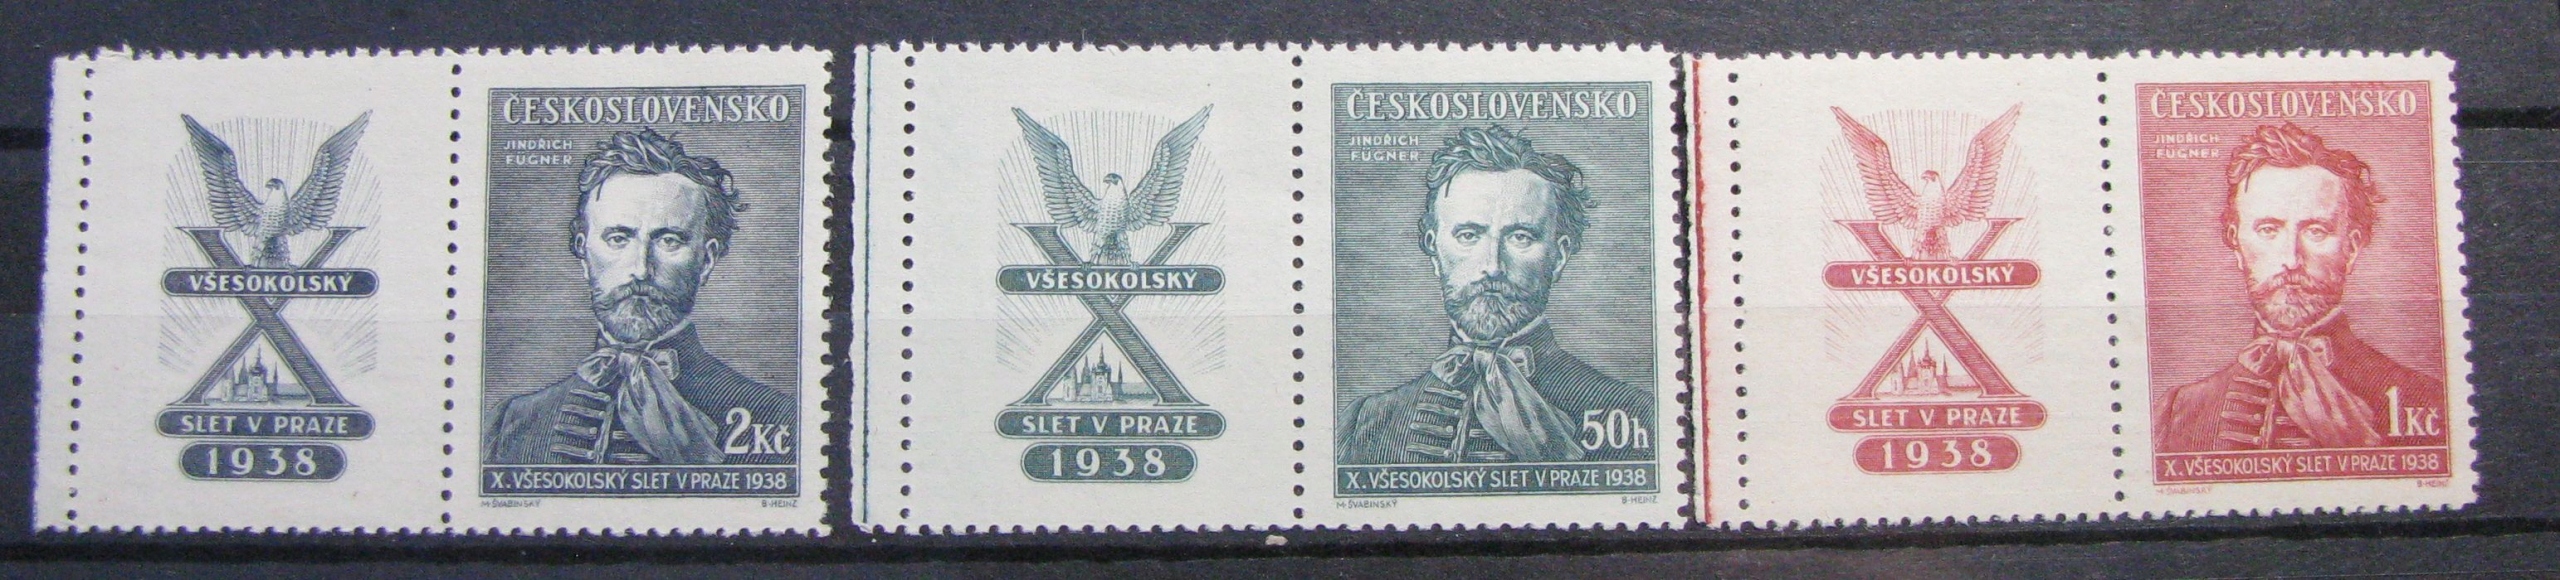 VŠESOKOLSKÝ
SLET V PRAZE
1938
ČESKOSLOVENSKO
JINDŘICH
FÜGNER
2Kč
X. VŠESOKOLSKÝ SLET V PRAZE 1938
M·ŠVABINSKÝ B·HEINZ
VŠESOKOLSKÝ
SLET V PRAZE
1938
ČESKOSLOVENSKO
JINDŘICH
FÜGNER
50h
X. VŠESOKOLSKÝ SLET V PRAZE 1938
M·ŠVABINSKÝ B·HEINZ
VŠESOKOLSKÝ
SLET V PRAZE
1938
ČESKOSLOVENSKO
JINDŘICH
FÜGNER
1Kč
X. VŠESOKOLSKÝ SLET V PRAZE 1938
M·ŠVABINSKÝ B·HEINZ